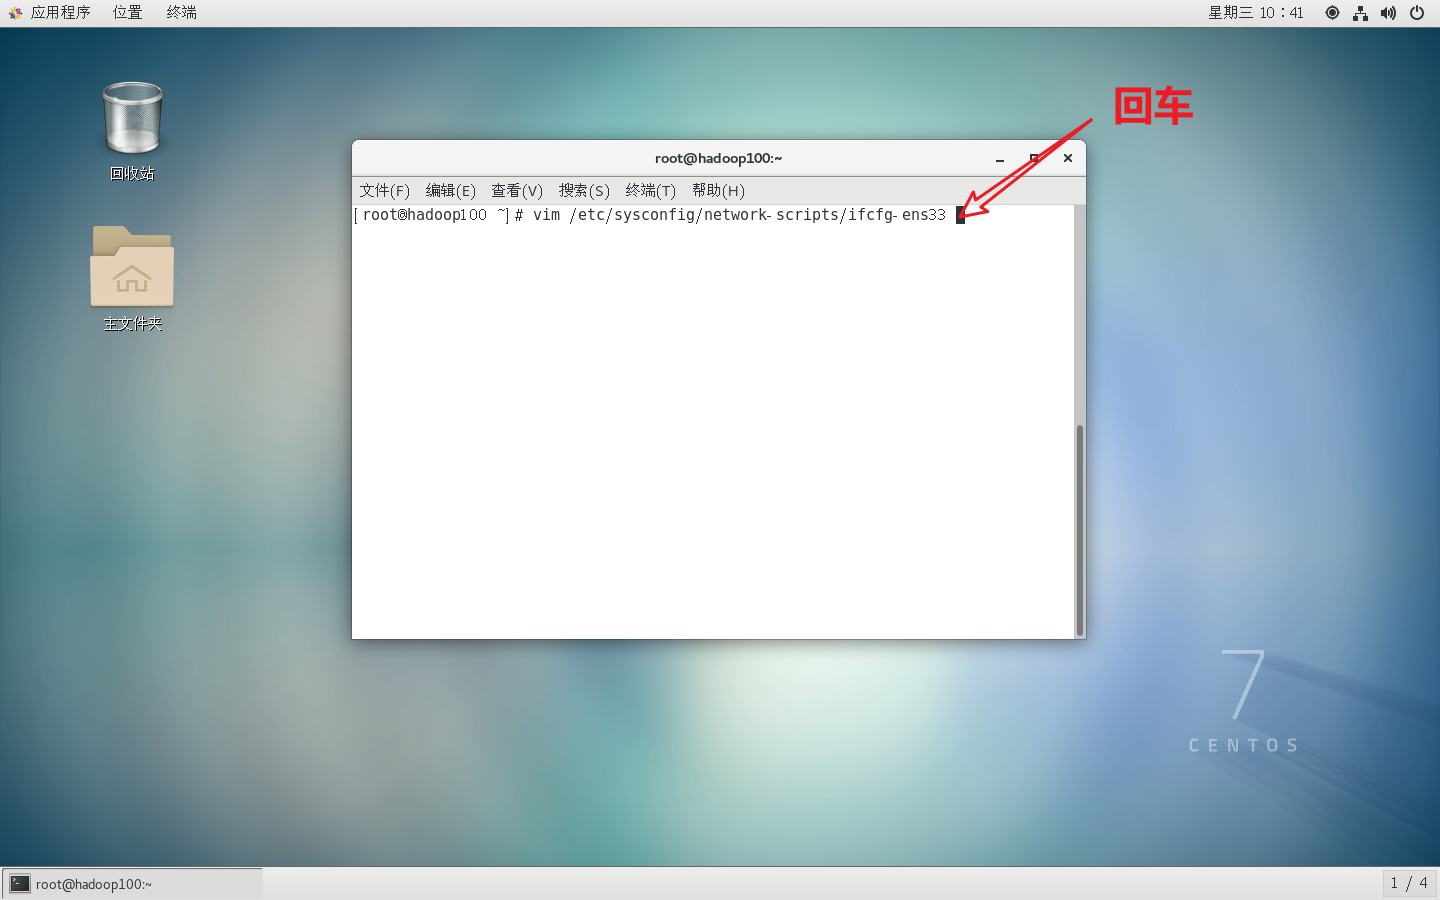 应用程序 位置 终端 星期三 10：41
回车
回收站
root@hadoop100:~
文件(F) 编辑(E) 查看(V) 搜索(S) 终端(T) 帮助(H)
[root@hadoop100 ~]# vim /etc/sysconfig/network-scripts/ifcfg-ens33
主文件夹
7
CENTOS
root@hadoop100:~ 1 / 4